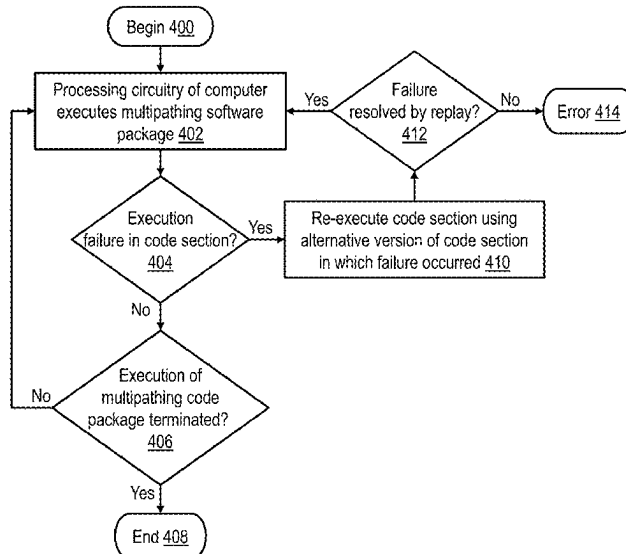 Begin 400
Processing circuitry of computer
executes multipathing software
package 402
Yes
Failure
resolved by replay?
412
No
Error 414
Execution
failure in code section?
404
Yes
Re-execute code section using
alternative version of code section
in which failure occurred 410
No
Execution of
multipathing code
package terminated?
406
No
Yes
End 408